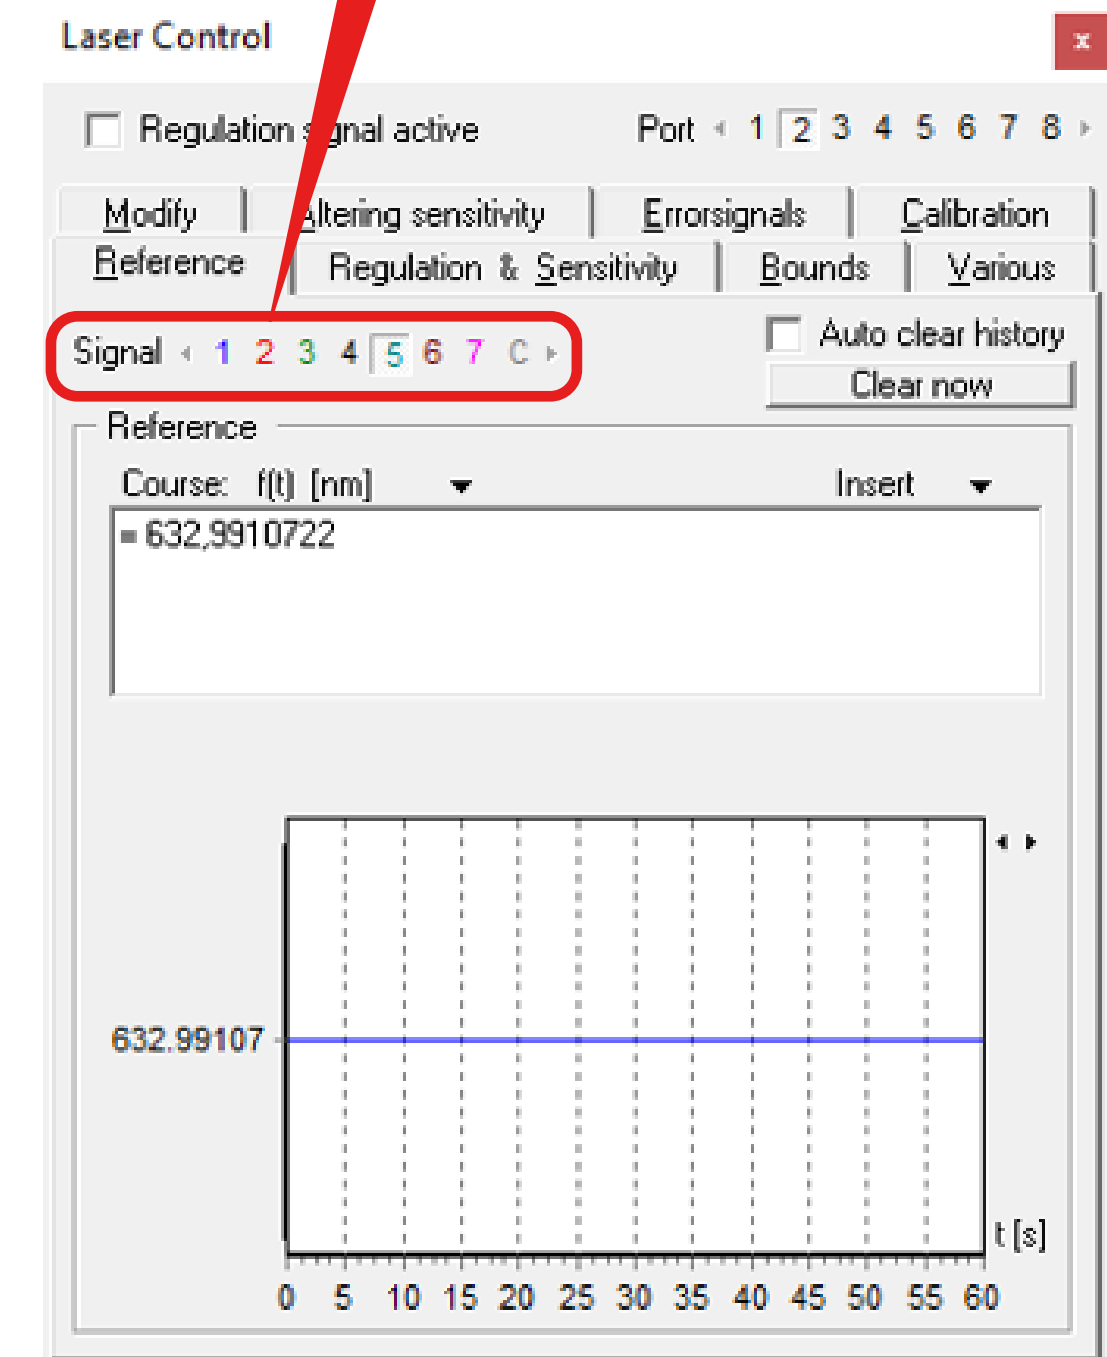 Laser Control x
Regulation signal active Port 1 2 3 4 5 6 7 8
Modify Altering sensitivity Errorsignals Calibration
Reference Regulation & Sensitivity Bounds Various
Signal 1 2 3 4 5 6 7 C Auto clear history
Clear now
Reference
Course: f(t) [nm] Insert
= 632,9910722
632.99107
t [s]
0 5 10 15 20 25 30 35 40 45 50 55 60